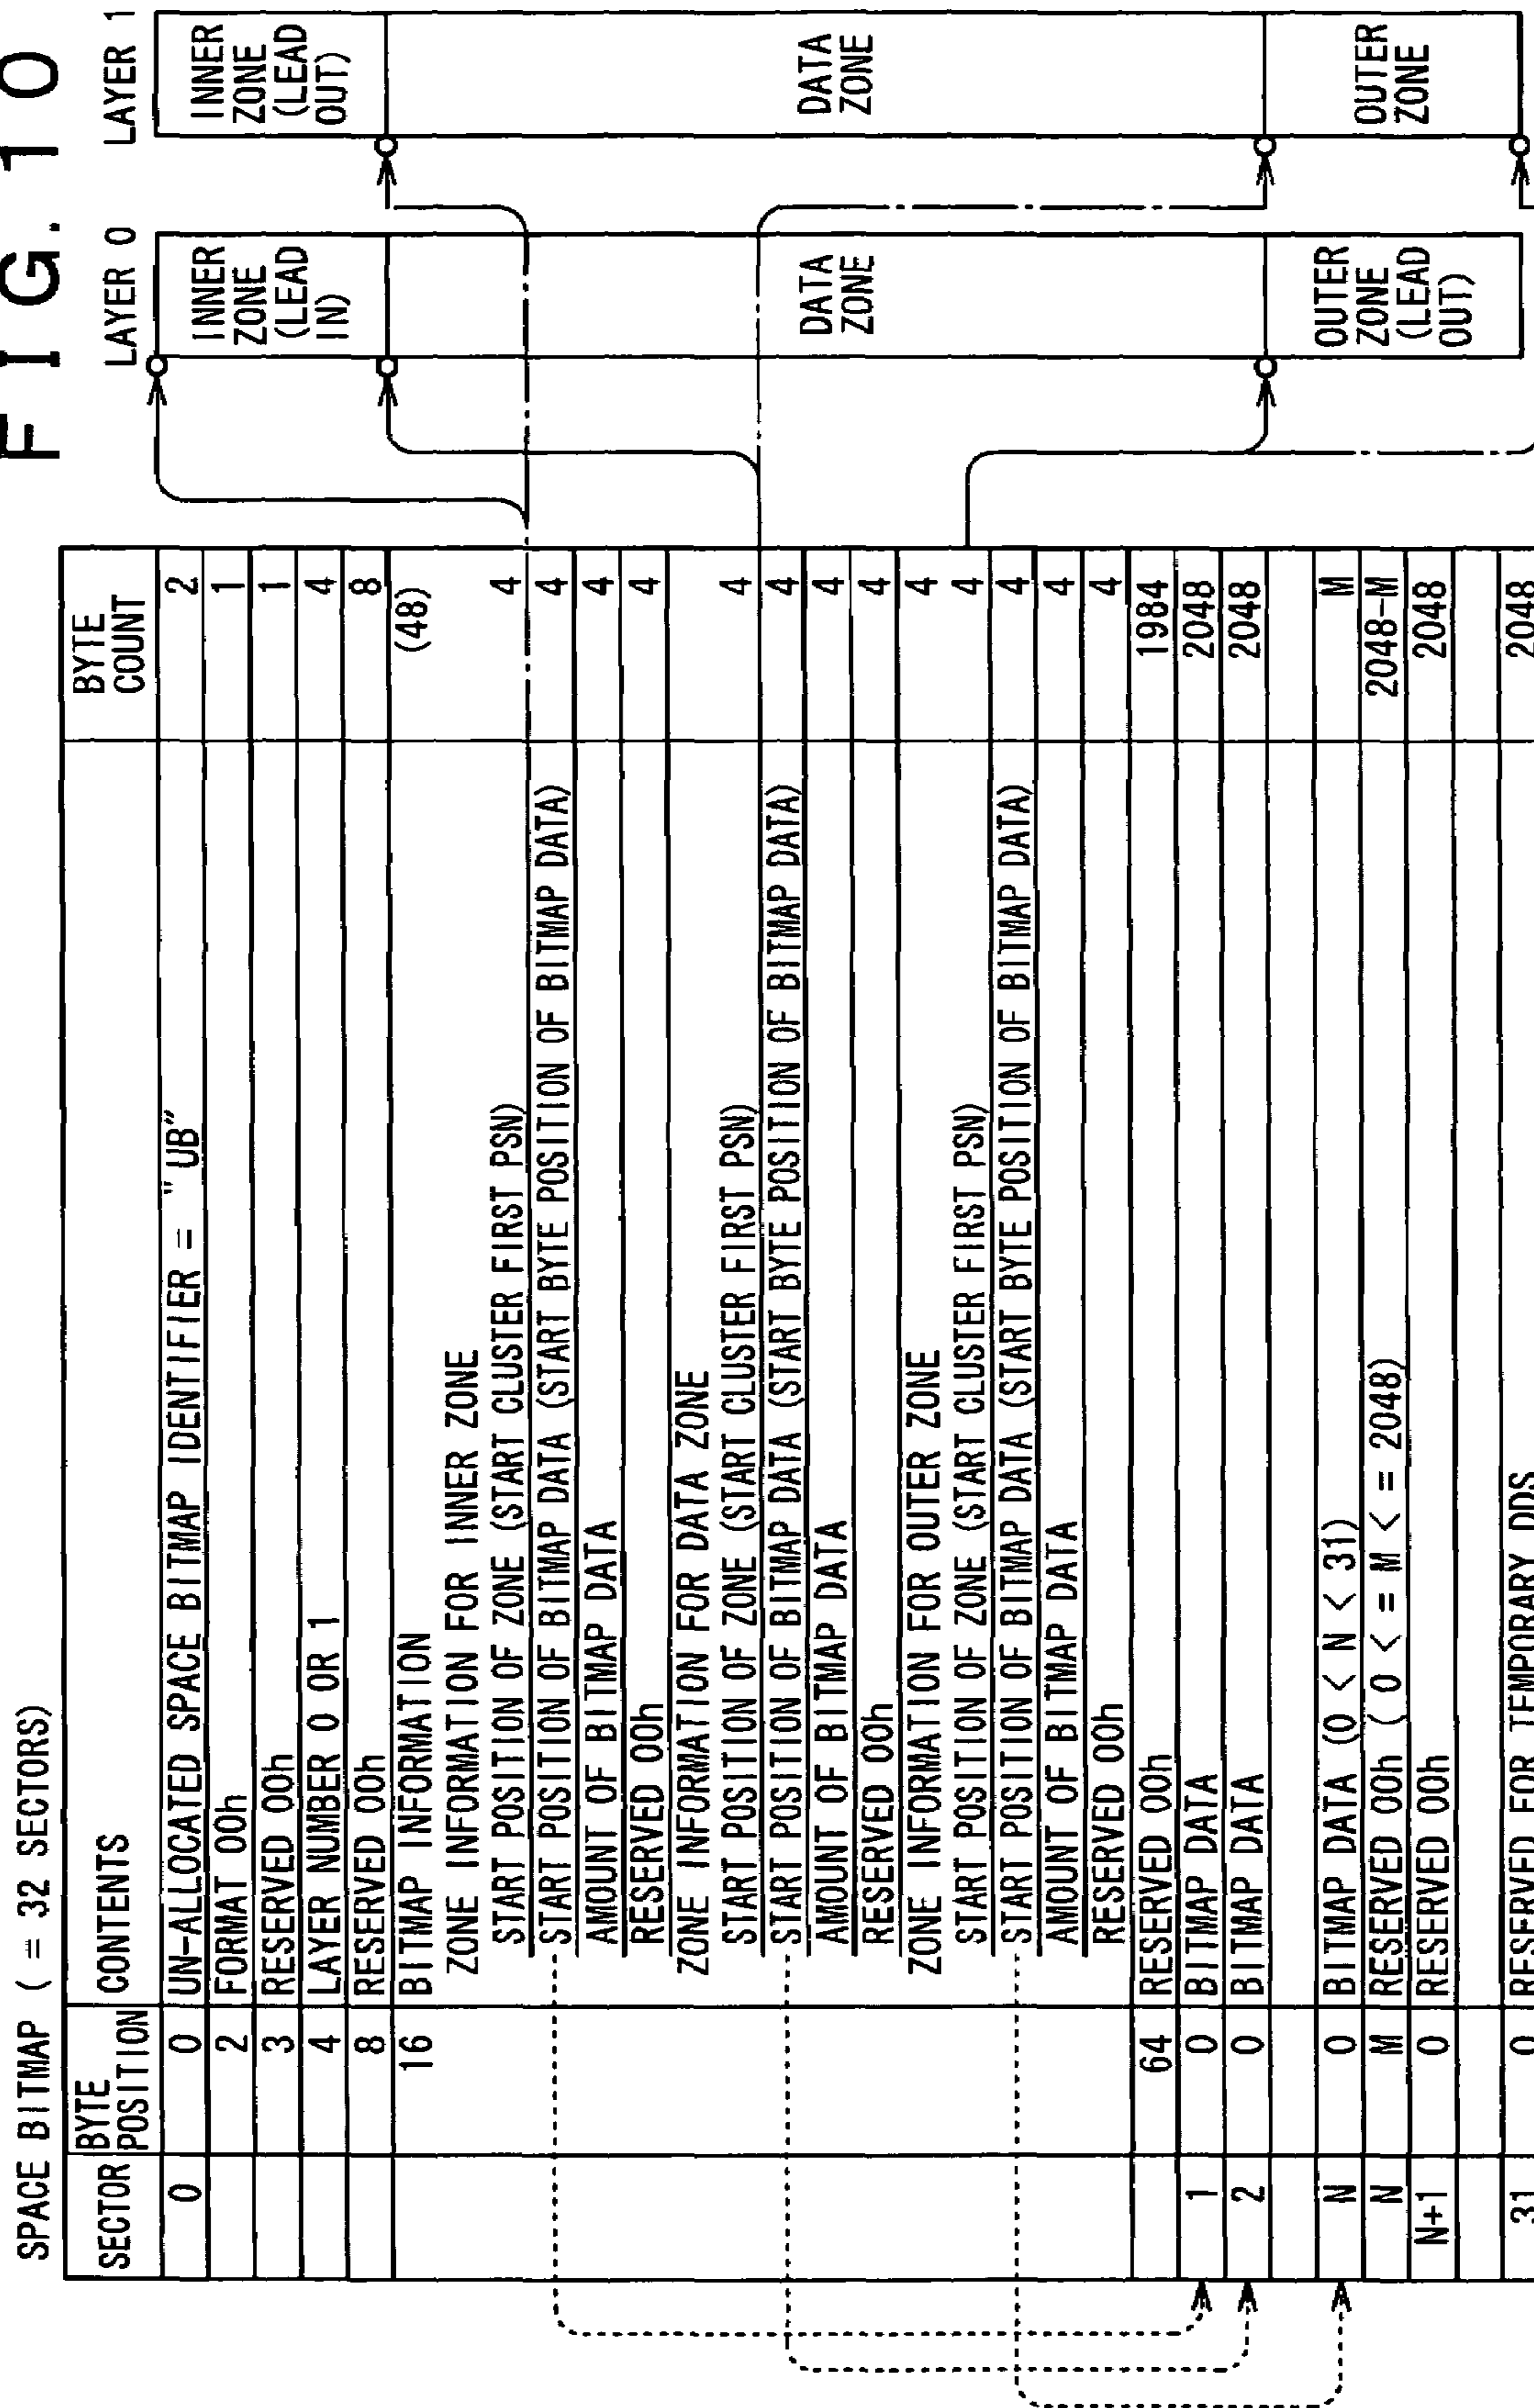 FIG. 10
SPACE BITMAP ( = 32 SECTORS)
SECTOR BYTE POSITION CONTENTS BYTE COUNT
0 0 UN-ALLOCATED SPACE BITMAP IDENTIFIER = "UB" 2
2 FORMAT 00h 1
3 RESERVED 00h 1
4 LAYER NUMBER 0 OR 1 4
8 RESERVED 00h 8
16 BITMAP INFORMATION (48)
ZONE INFORMATION FOR INNER ZONE
START POSITION OF ZONE (START CLUSTER FIRST PSN) 4
START POSITION OF BITMAP DATA (START BYTE POSITION OF BITMAP DATA) 4
AMOUNT OF BITMAP DATA 4
RESERVED 00h 4
ZONE INFORMATION FOR DATA ZONE
START POSITION OF ZONE (START CLUSTER FIRST PSN) 4
START POSITION OF BITMAP DATA (START BYTE POSITION OF BITMAP DATA) 4
AMOUNT OF BITMAP DATA 4
RESERVED 00h 4
ZONE INFORMATION FOR OUTER ZONE 4
START POSITION OF ZONE (START CLUSTER FIRST PSN) 4
START POSITION OF BITMAP DATA (START BYTE POSITION OF BITMAP DATA) 4
AMOUNT OF BITMAP DATA 4
RESERVED 00h 4
64 RESERVED 00h 1984
1 0 BITMAP DATA 2048
2 0 BITMAP DATA 2048
N 0 BITMAP DATA (0 < N < 31) M
N M RESERVED 00h ( 0 < = M < = 2048) 2048-M
N+1 0 RESERVED 00h 2048
31 0 RESERVED FOR TEMPORARY DDS 2048
LAYER 0
INNER
ZONE
(LEAD
IN)
DATA
ZONE
OUTER
ZONE
(LEAD
OUT)
LAYER 1
INNER
ZONE
(LEAD
OUT)
DATA
ZONE
OUTER
ZONE